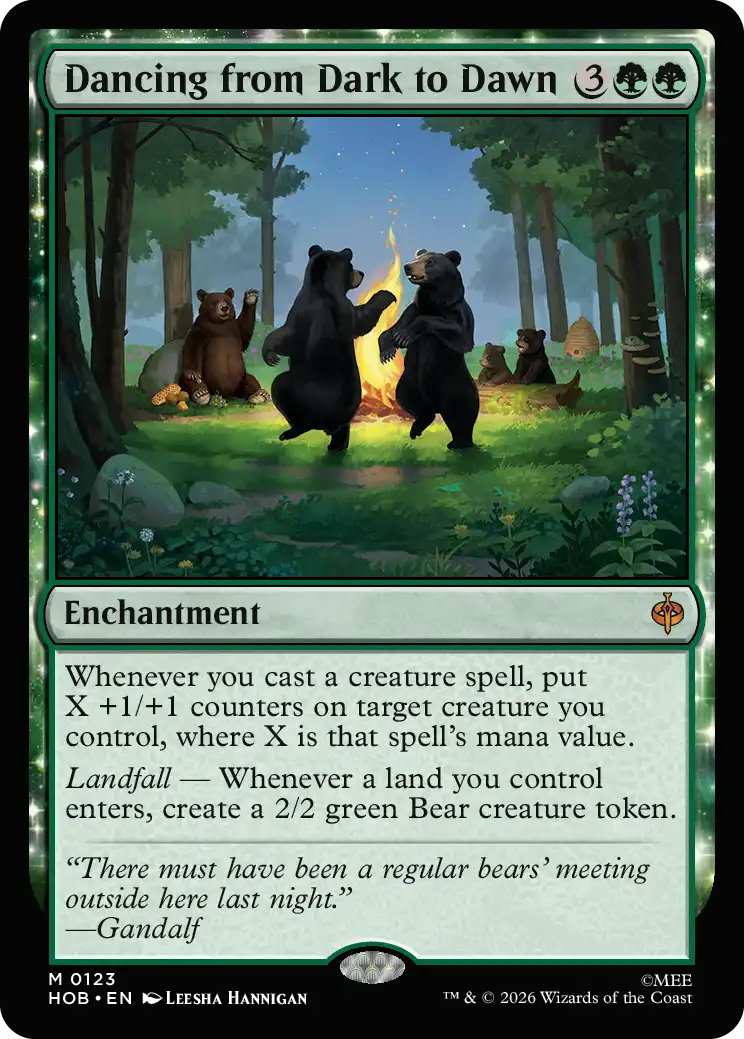 Dancing from Dark to Dawn 3
Enchantment
Whenever you cast a creature spell, put
X +1/+1 counters on target creature you
control, where X is that spell's mana value.
Landfall — Whenever a land you control
enters, create a 2/2 green Bear creature token.
“There must have been a regular bears’ meeting
outside here last night.”
—Gandalf
M 0123
HOB • EN Leesha Hannigan
©MEE
™ & © 2026 Wizards of the Coast